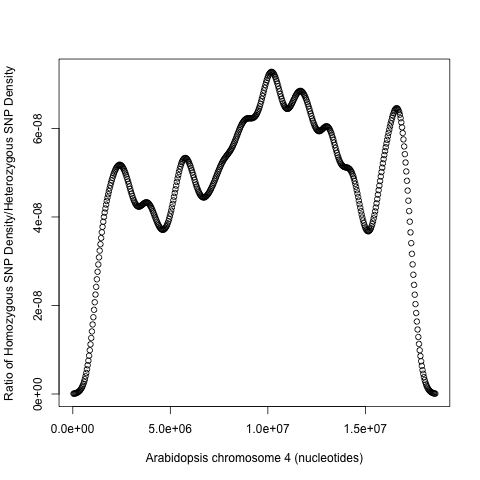 Ratio of Homozygous SNP Density/Heterozygous SNP Density
6e-08
4e-08
2e-08
0e+00
0.0e+00 5.0e+06 1.0e+07 1.5e+07
Arabidopsis chromosome 4 (nucleotides)